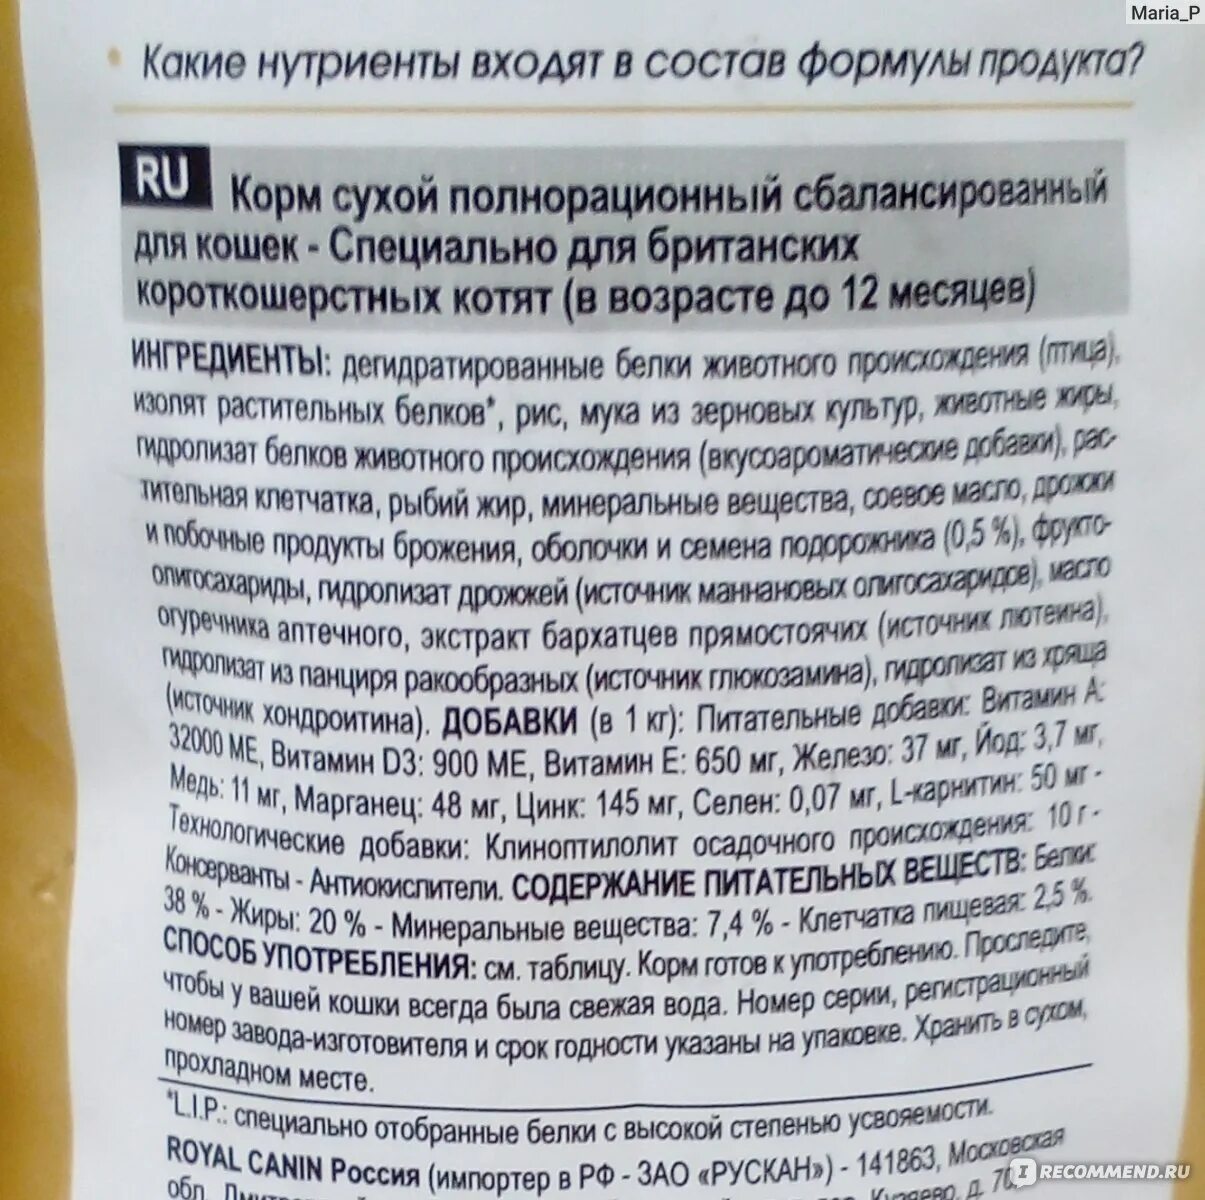 Maria_P
Какие нутриенты входят в состав формулы продукта?
RU Корм сухой полнорационный сбалансированный
для кошек - Специально для британских
короткошерстных котят (в возрасте до 12 месяцев)
ИНГРЕДИЕНТЫ: дегидратированные белки животного происхождения (птица),
изолят растительных белков*, рис, мука из зерновых культур, животные жиры,
гидролизат белков животного происхождения (вкусоароматические добавки), рас-
тительная клетчатка, рыбий жир, минеральные вещества, соевое масло, дрожжи
и побочные продукты брожения, оболочки и семена подорожника (0,5 %), фрукто-
олигосахариды, гидролизат дрожжей (источник маннановых олигосахаридов), масло
огуречника аптечного, экстракт бархатцев прямостоячих (источник лютеина),
гидролизат из панциря ракообразных (источник глюкозамина), гидролизат из хряща
(источник хондроитина). ДОБАВКИ (в 1 кг): Питательные добавки: Витамин А:
32000 МЕ, Витамин D3: 900 МЕ, Витамин Е: 650 мг, Железо: 37 мг, Йод: 3,7 мг,
Медь: 11 мг, Марганец: 48 мг, Цинк: 145 мг, Селен: 0,07 мг, L-карнитин: 50 мг -
Технологические добавки: Клиноптилолит осадочного происхождения: 10 г -
Консерванты - Антиокислители. СОДЕРЖАНИЕ ПИТАТЕЛЬНЫХ ВЕЩЕСТВ: Белки:
38 % - Жиры: 20 % - Минеральные вещества: 7,4 % - Клетчатка пищевая: 2,5 %.
СПОСОБ УПОТРЕБЛЕНИЯ: см. таблицу. Корм готов к употреблению. Проследите,
чтобы у вашей кошки всегда была свежая вода. Номер серии, регистрационный
номер завода-изготовителя и срок годности указаны на упаковке. Хранить в сухом,
прохладном месте.
*L.I.P.: специально отобранные белки с высокой степенью усвояемости.
ROYAL CANIN Россия (импортер в РФ - ЗАО «РУСКАН») - 141863, Московская
обл. д. 70
IRECOMMEND.RU